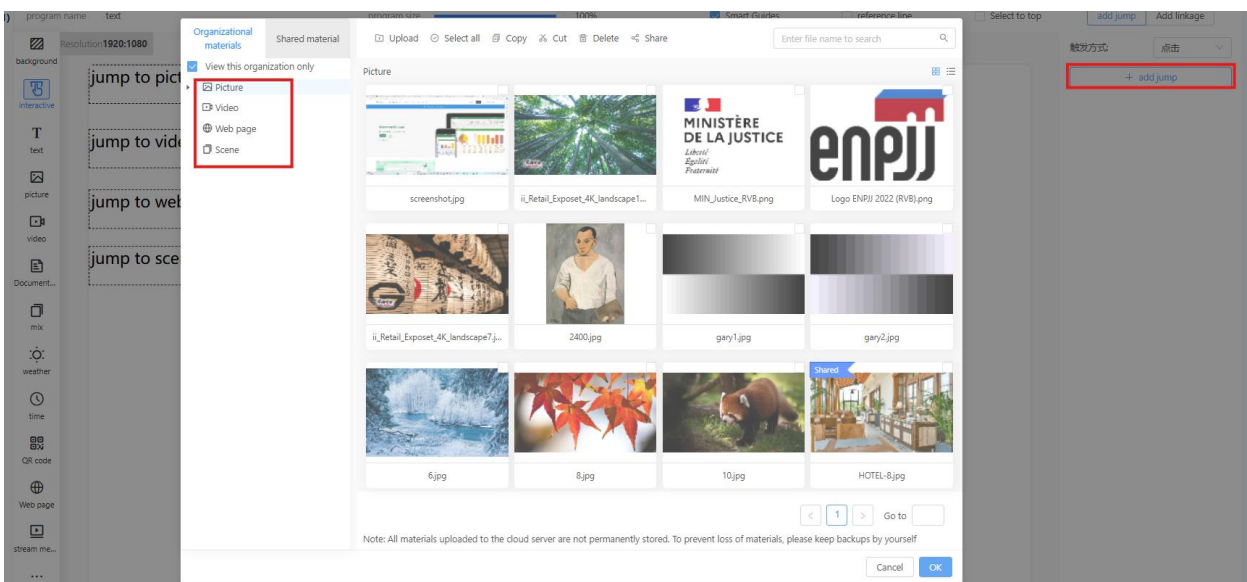 program name text program size 100% Smart Guides reference line Select to top add jump Add linkage
Resolution1920:1080
background
interactive
T
text
picture
video
Document...
mix
weather
time
QR code
Web page
stream me...
...
jump to pict
jump to vide
jump to web
jump to sce
Organizational materials
Shared material
View this organization only
Picture
Video
Web page
Scene
Upload Select all Copy Cut Delete Share
Enter file name to search
Picture
MINISTÈRE
DE LA JUSTICE
Liberté
Égalité
Fraternité
enpjj
screenshot.jpg
ii_Retail_Exposet_4K_landscape1...
MIN_Justice_RVB.png
Logo ENPJJ 2022 (RVB).png
ii_Retail_Exposet_4K_landscape7.j...
2400.jpg
gary1.jpg
gary2.jpg
Shared
6.jpg
8.jpg
10.jpg
HOTEL-8.jpg
< 1 > Go to
Note: All materials uploaded to the cloud server are not permanently stored. To prevent loss of materials, please keep backups by yourself
Cancel OK
触发方式: 点击
+ add jump